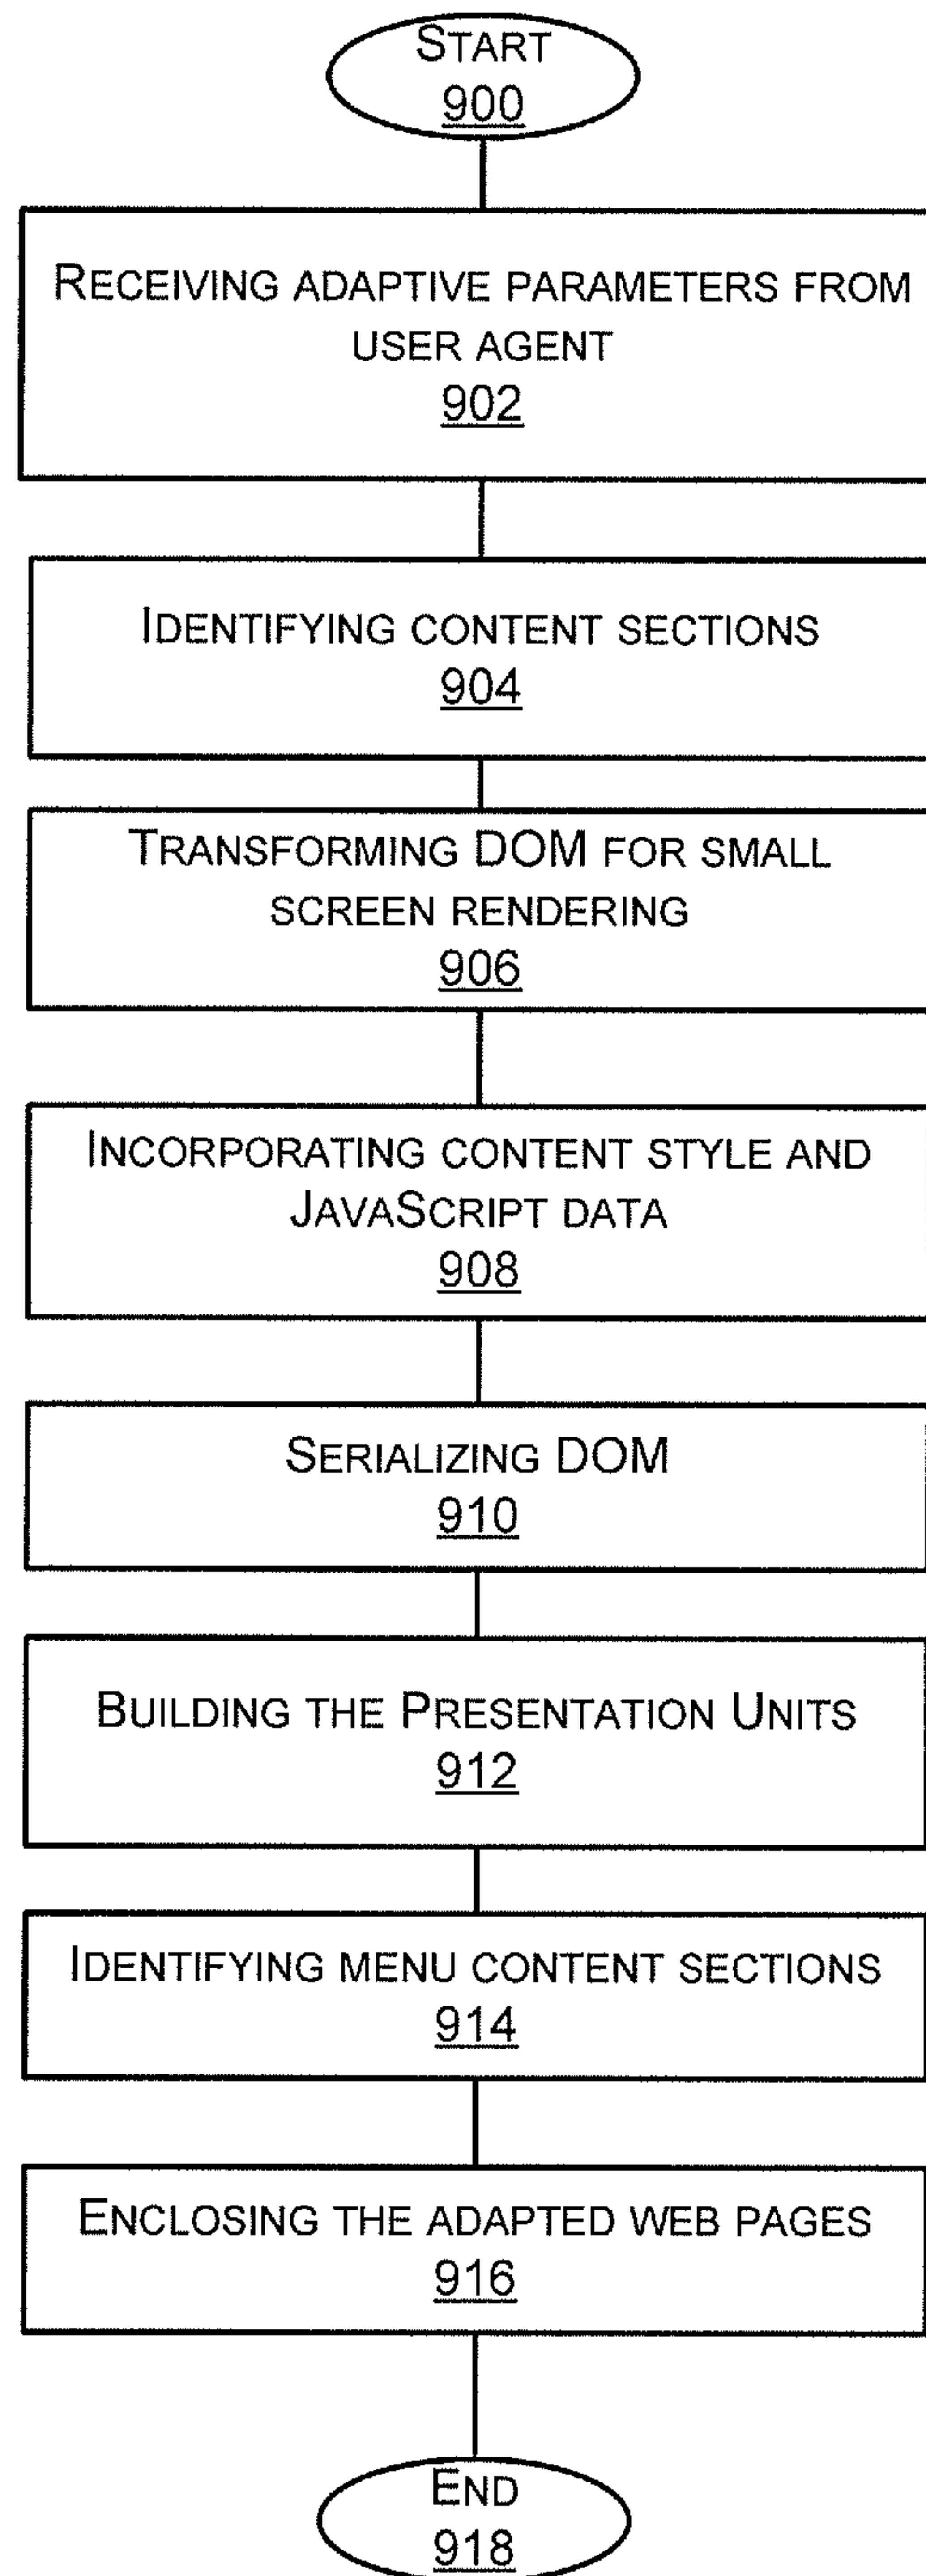 START
900
RECEIVING ADAPTIVE PARAMETERS FROM
USER AGENT
902
IDENTIFYING CONTENT SECTIONS
904
TRANSFORMING DOM FOR SMALL
SCREEN RENDERING
906
INCORPORATING CONTENT STYLE AND
JAVASCRIPT DATA
908
SERIALIZING DOM
910
BUILDING THE PRESENTATION UNITS
912
IDENTIFYING MENU CONTENT SECTIONS
914
ENCLOSING THE ADAPTED WEB PAGES
916
END
918